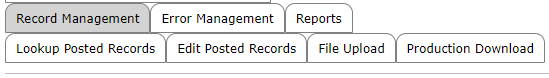 Record Management Error Management Reports
Lookup Posted Records Edit Posted Records File Upload Production Download